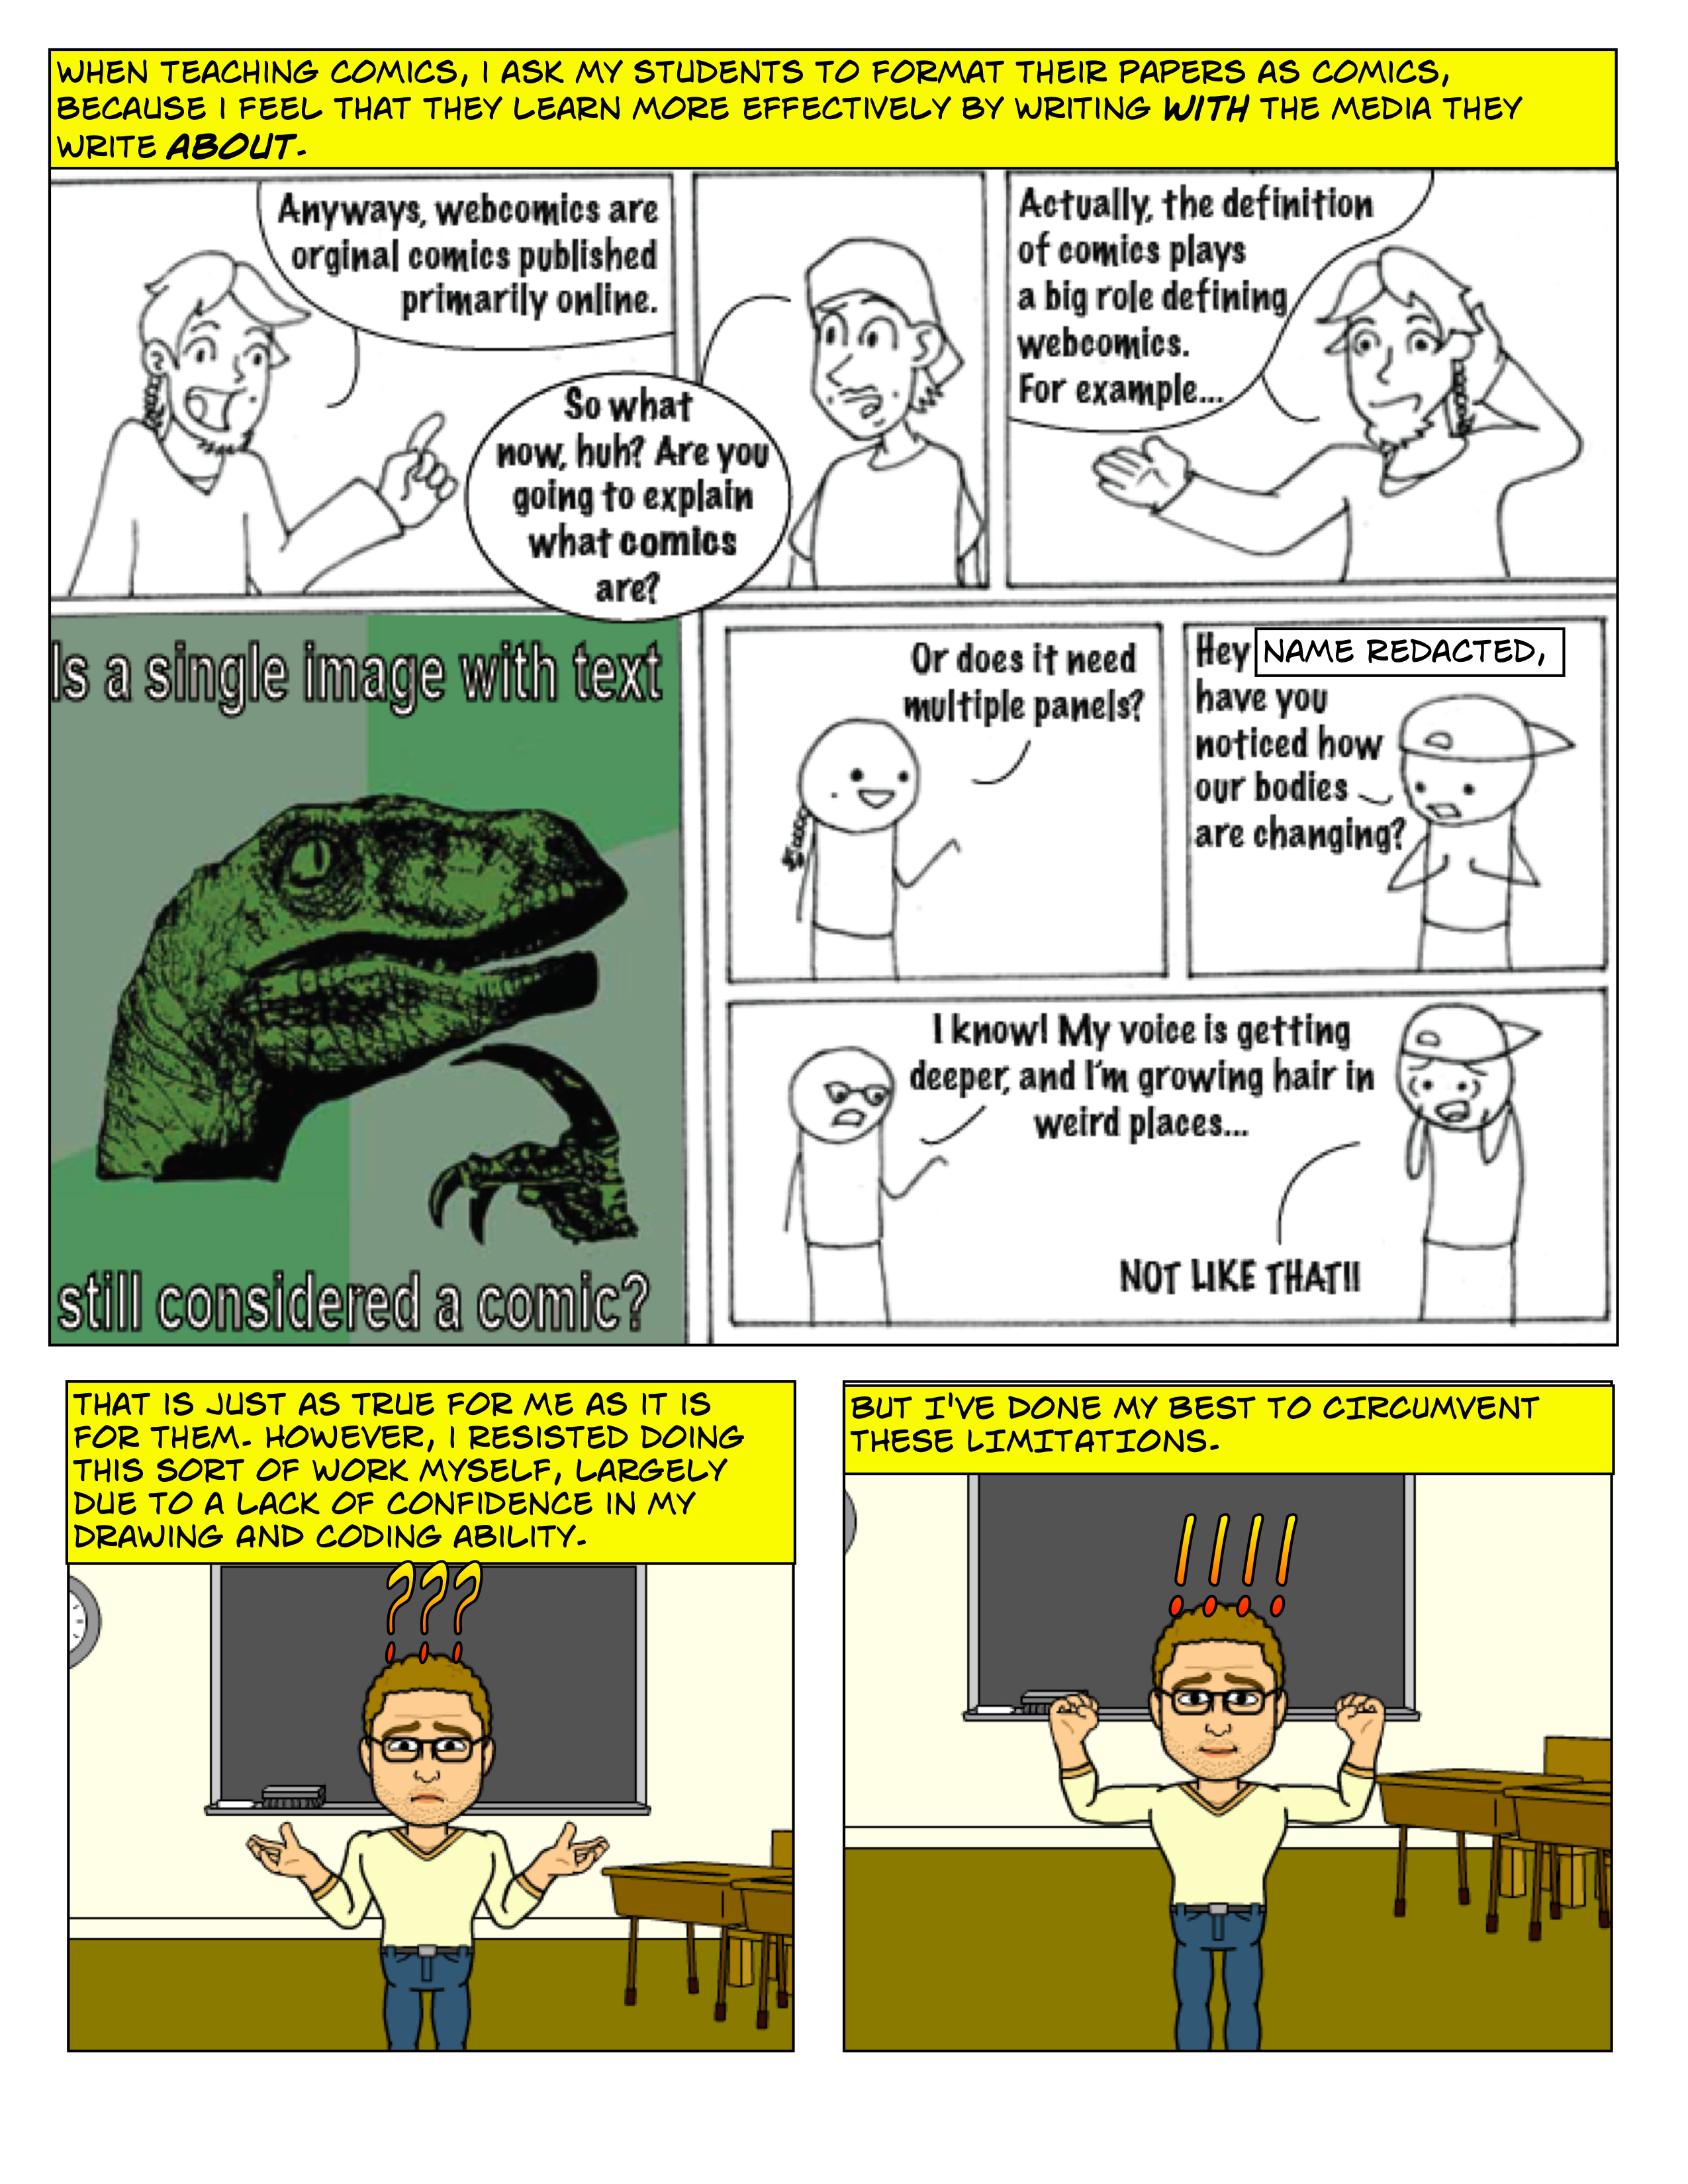 WHEN TEACHING COMICS, I ASK MY STUDENTS TO FORMAT THEIR PAPERS AS COMICS,
BECAUSE I FEEL THAT THEY LEARN MORE EFFECTIVELY BY WRITING WITH THE MEDIA THEY
WRITE ABOUT.
Anyways, webcomics are
orginal comics published
primarily online.
So what
now, huh? Are you
going to explain
what comics
are?
Actually, the definition
of comics plays
a big role defining
webcomics.
For example...
Is a single image with text
still considered a comic?
Or does it need
multiple panels?
Hey NAME REDACTED,
have you
noticed how
our bodies
are changing?
I know! My voice is getting
deeper, and I'm growing hair in
weird places...
NOT LIKE THAT!!
THAT IS JUST AS TRUE FOR ME AS IT IS
FOR THEM. HOWEVER, I RESISTED DOING
THIS SORT OF WORK MYSELF, LARGELY
DUE TO A LACK OF CONFIDENCE IN MY
DRAWING AND CODING ABILITY.
???
BUT I'VE DONE MY BEST TO CIRCUMVENT
THESE LIMITATIONS.
!!!!